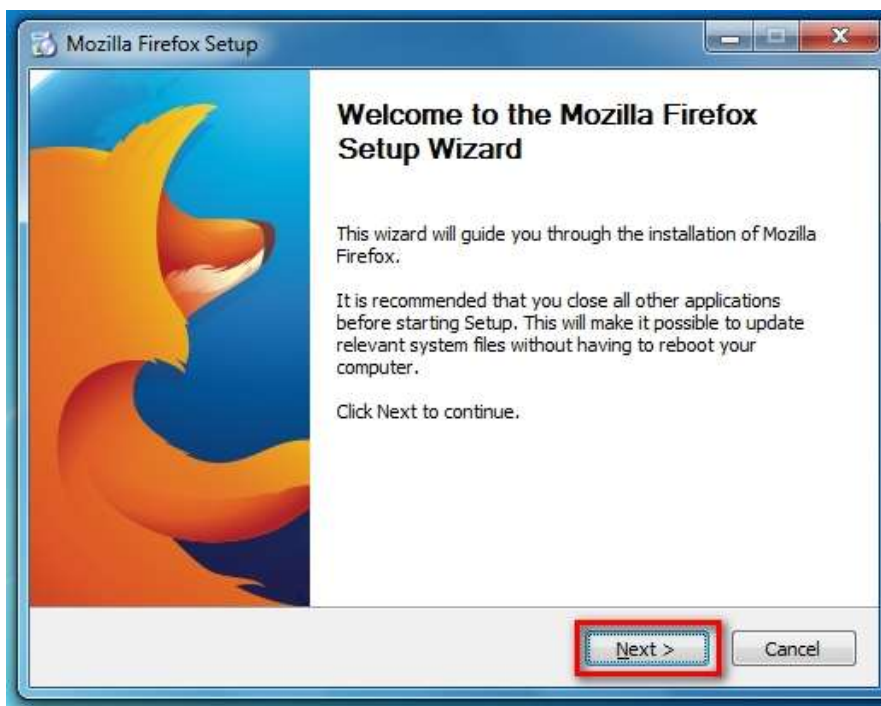 Mozilla Firefox Setup
Welcome to the Mozilla Firefox
Setup Wizard
This wizard will guide you through the installation of Mozilla
Firefox.
It is recommended that you close all other applications
before starting Setup. This will make it possible to update
relevant system files without having to reboot your
computer.
Click Next to continue.
Next >
Cancel